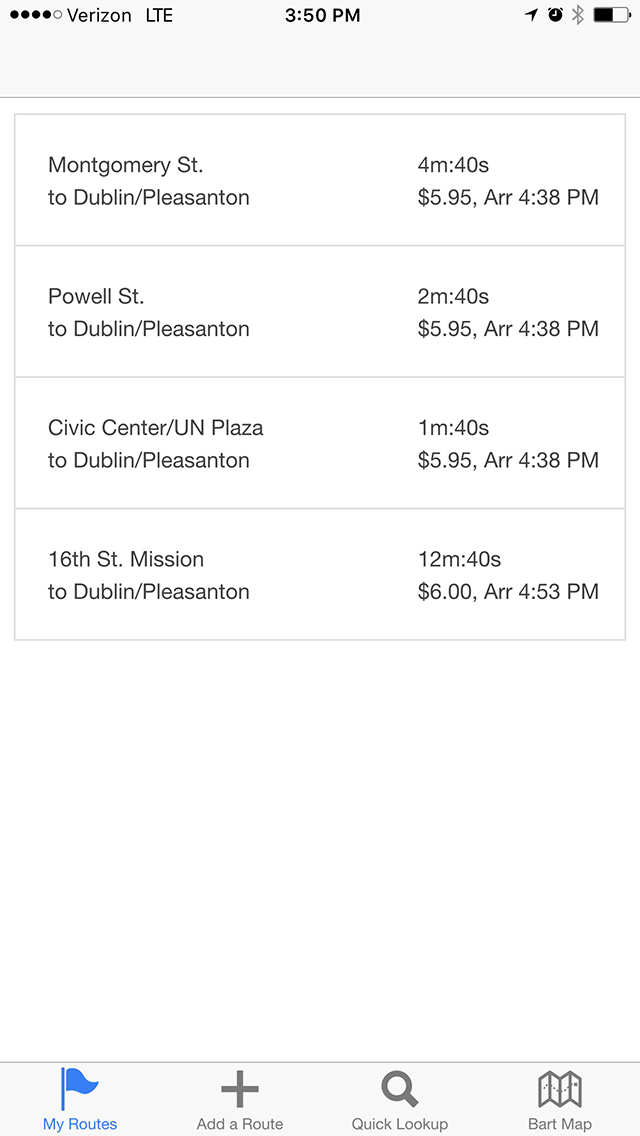 Verizon LTE 3:50 PM
Montgomery St. 4m:40s
to Dublin/Pleasanton $5.95, Arr 4:38 PM
Powell St. 2m:40s
to Dublin/Pleasanton $5.95, Arr 4:38 PM
Civic Center/UN Plaza 1m:40s
to Dublin/Pleasanton $5.95, Arr 4:38 PM
16th St. Mission 12m:40s
to Dublin/Pleasanton $6.00, Arr 4:53 PM
My Routes Add a Route Quick Lookup Bart Map